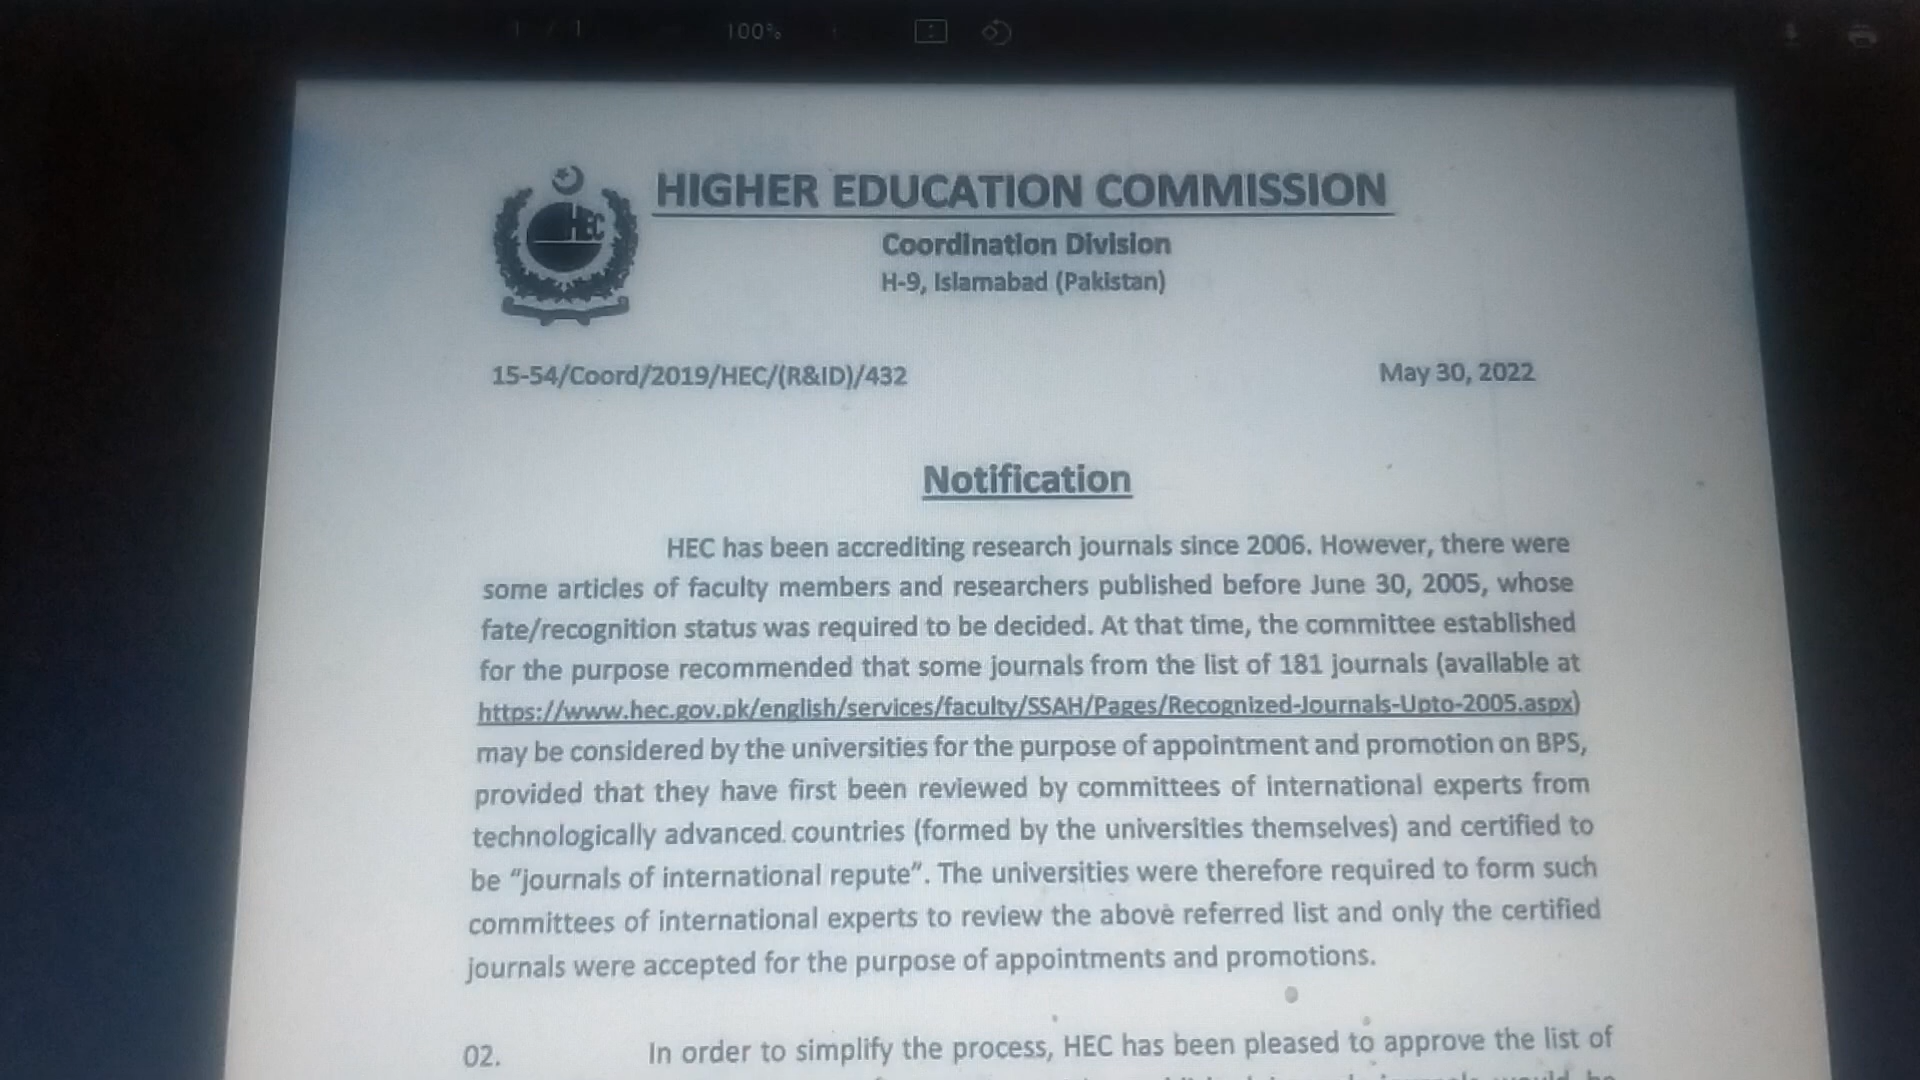 1 / 1
100%
HEC
HIGHER EDUCATION COMMISSION
Coordination Division
H-9, Islamabad (Pakistan)
15-54/Coord/2019/HEC/(R&ID)/432
May 30, 2022
Notification
HEC has been accrediting research journals since 2006. However, there were
some articles of faculty members and researchers published before June 30, 2005, whose
fate/recognition status was required to be decided. At that time, the committee established
for the purpose recommended that some journals from the list of 181 journals (available at
https://www.hec.gov.pk/english/services/faculty/SSAH/Pages/Recognized-Journals-Upto-2005.aspx)
may be considered by the universities for the purpose of appointment and promotion on BPS,
provided that they have first been reviewed by committees of international experts from
technologically advanced countries (formed by the universities themselves) and certified to
be “journals of international repute”. The universities were therefore required to form such
committees of international experts to review the above referred list and only the certified
journals were accepted for the purpose of appointments and promotions.
02. In order to simplify the process, HEC has been pleased to approve the list of